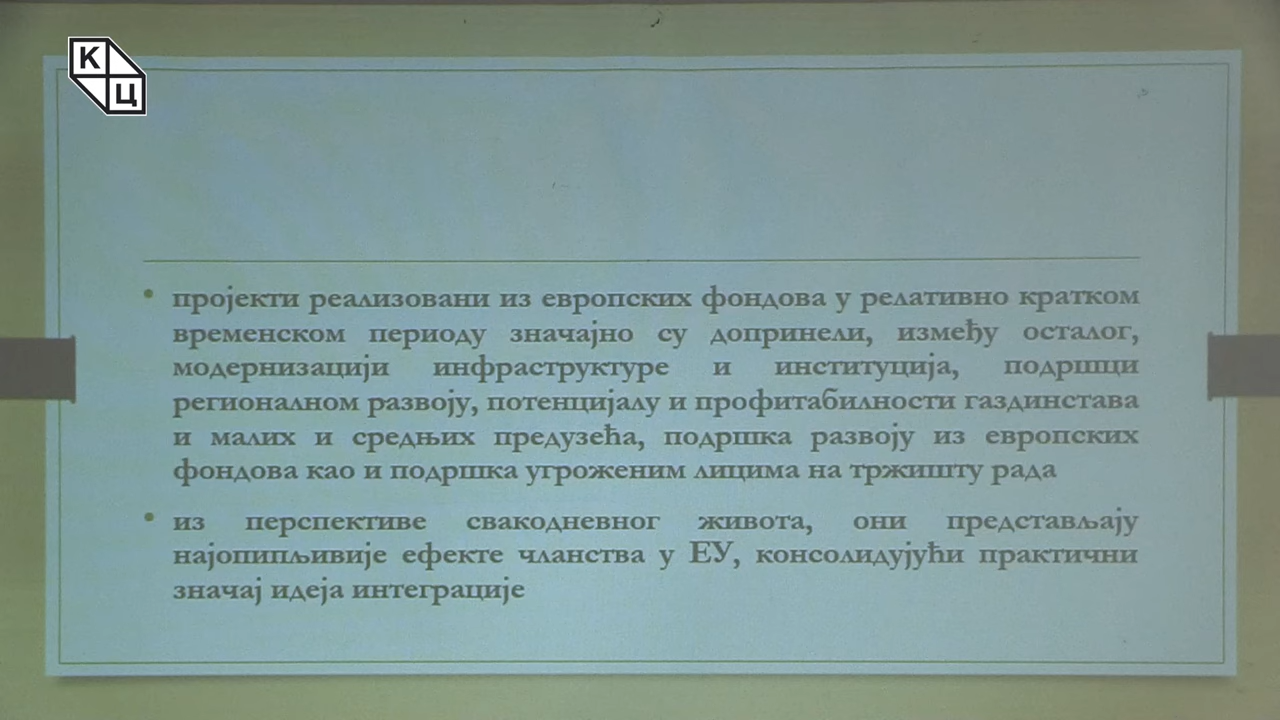 К
Ц
• пројекти реализовани из европских фондова у релативно кратком
временском периоду значајно су допринели, између осталог,
модернизацији инфраструктуре и институција, подршци
регионалном развоју, потенцијалу и профитабилности газдинстава
и малих и средњих предузећа, подршка развоју из европских
фондова као и подршка угроженим лицима на тржишту рада
• из перспективе свакодневног живота, они представљају
најопипљивије ефекте чланства у ЕУ, консолидујући практични
значај идеја интеграције